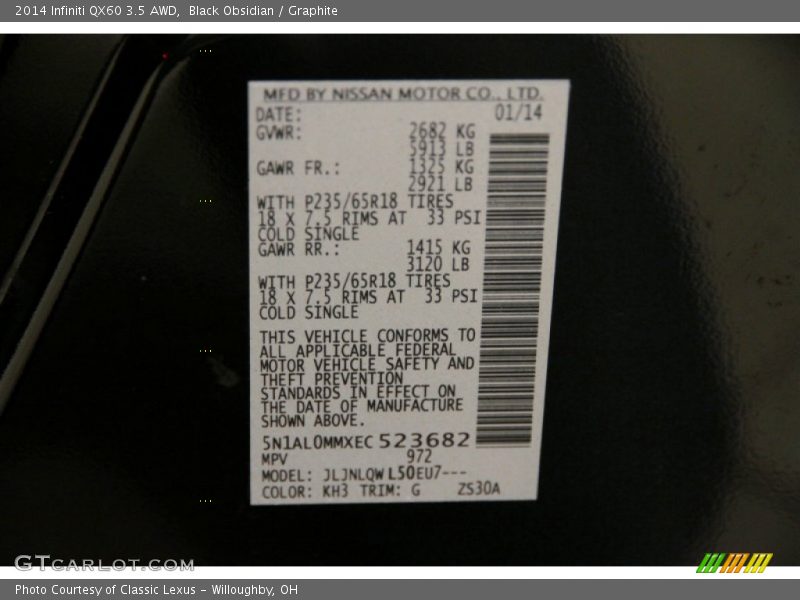 2014 Infiniti QX60 3.5 AWD, Black Obsidian / Graphite
MFD BY NISSAN MOTOR CO., LTD.
DATE: 01/14
GVWR: 2682 KG
5913 LB
GAWR FR.: 1325 KG
2921 LB
WITH P235/65R18 TIRES
18 X 7.5 RIMS AT 33 PSI
COLD SINGLE
GAWR RR.: 1415 KG
3120 LB
WITH P235/65R18 TIRES
18 X 7.5 RIMS AT 33 PSI
COLD SINGLE
THIS VEHICLE CONFORMS TO
ALL APPLICABLE FEDERAL
MOTOR VEHICLE SAFETY AND
THEFT PREVENTION
STANDARDS IN EFFECT ON
THE DATE OF MANUFACTURE
SHOWN ABOVE.
5N1AL0MMXEC523682
MPV 972
MODEL: JLJNLQWL50EU7---
COLOR: KH3 TRIM: G ZS30A
GTCARLOT.COM
Photo Courtesy of Classic Lexus - Willoughby, OH